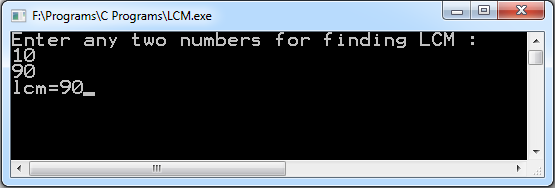 F:\Programs\C Programs\LCM.exe
Enter any two numbers for finding LCM :
10
90
lcm=90_